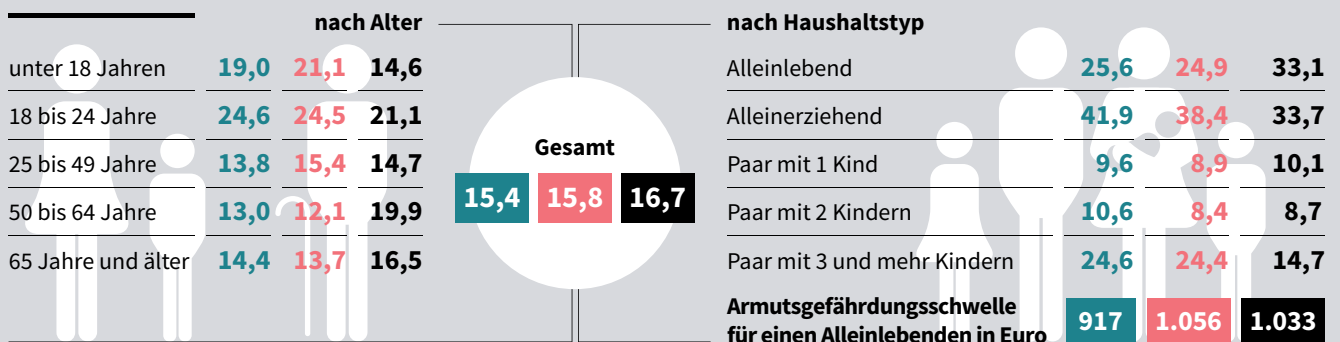 nach Alter
unter 18 Jahren 19,0 21,1 14,6
18 bis 24 Jahre 24,6 24,5 21,1
25 bis 49 Jahre 13,8 15,4 14,7
50 bis 64 Jahre 13,0 12,1 19,9
65 Jahre und älter 14,4 13,7 16,5
Gesamt
15,4 15,8 16,7
nach Haushaltstyp
Alleinlebend 25,6 24,9 33,1
Alleinerziehend 41,9 38,4 33,7
Paar mit 1 Kind 9,6 8,9 10,1
Paar mit 2 Kindern 10,6 8,4 8,7
Paar mit 3 und mehr Kindern 24,6 24,4 14,7
Armutsgefährdungsschwelle
für einen Alleinlebenden in Euro 917 1.056 1.033